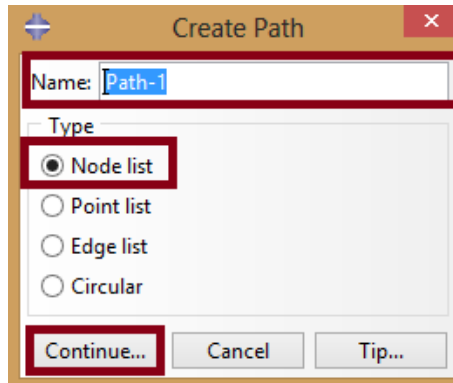 Create Path
Name: Path-1
Type
Node list
Point list
Edge list
Circular
Continue... Cancel Tip...